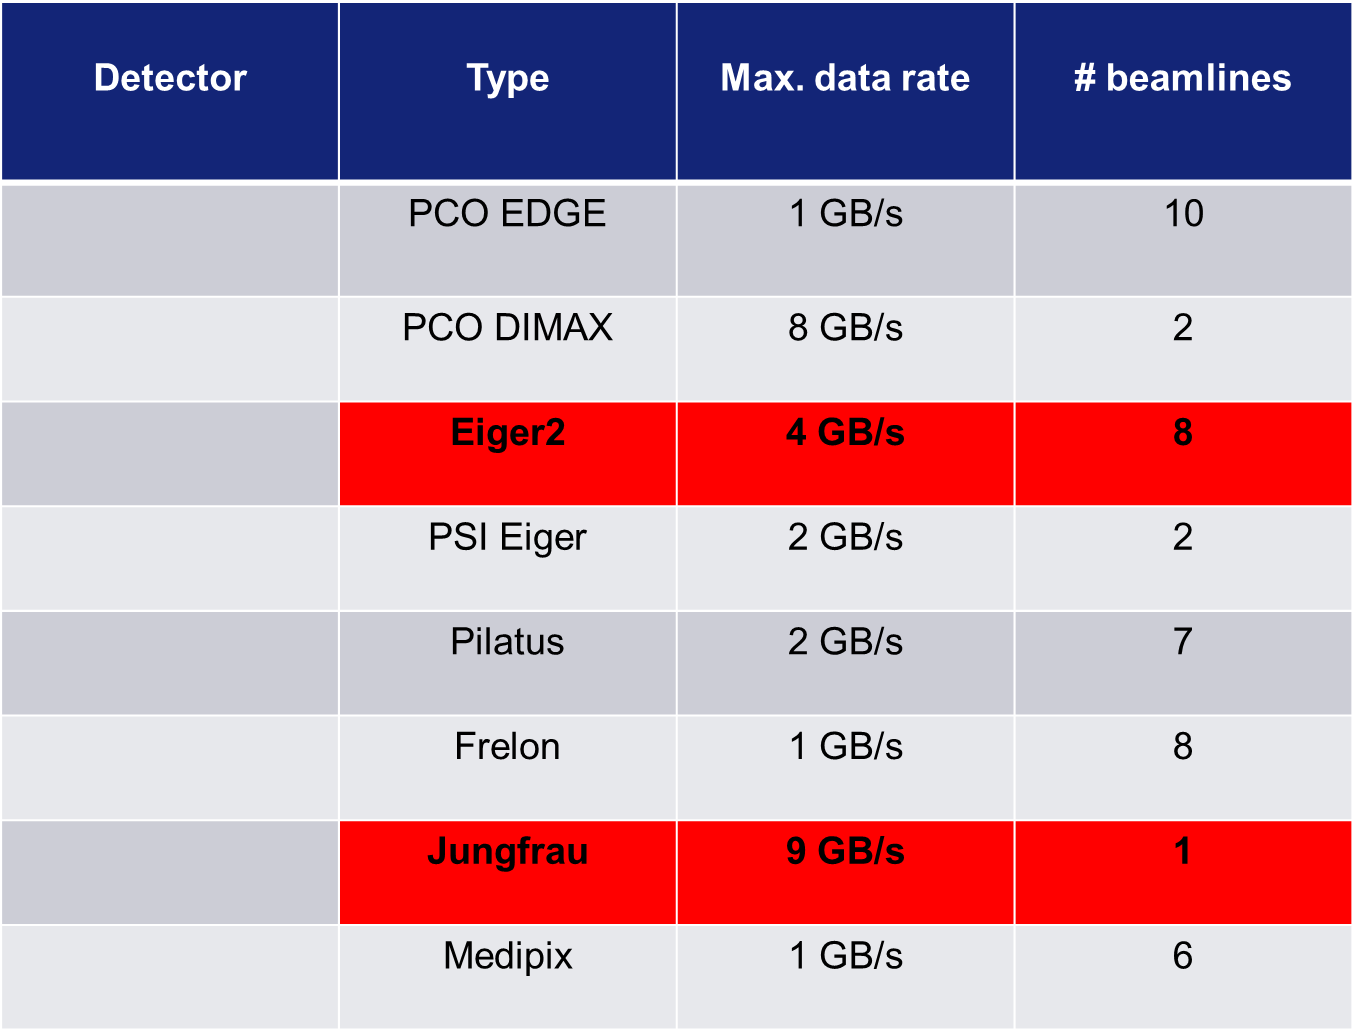 Detector Type Max. data rate # beamlines
PCO EDGE 1 GB/s 10
PCO DIMAX 8 GB/s 2
Eiger2 4 GB/s 8
PSI Eiger 2 GB/s 2
Pilatus 2 GB/s 7
Frelon 1 GB/s 8
Jungfrau 9 GB/s 1
Medipix 1 GB/s 6